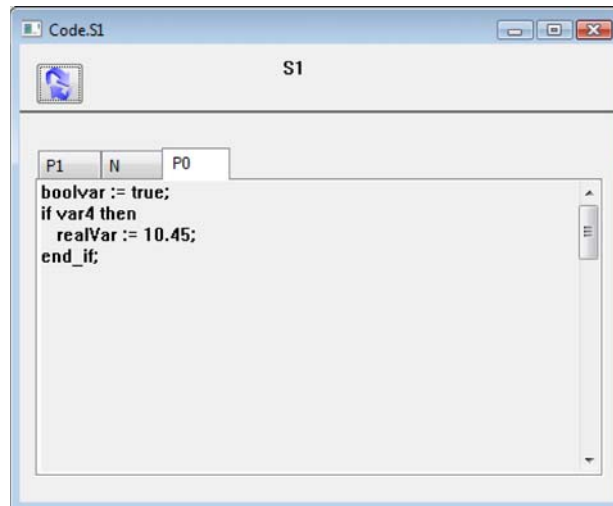 Code.S1
S1
P1 N P0
boolvar := true;
if var4 then
realVar := 10.45;
end_if;